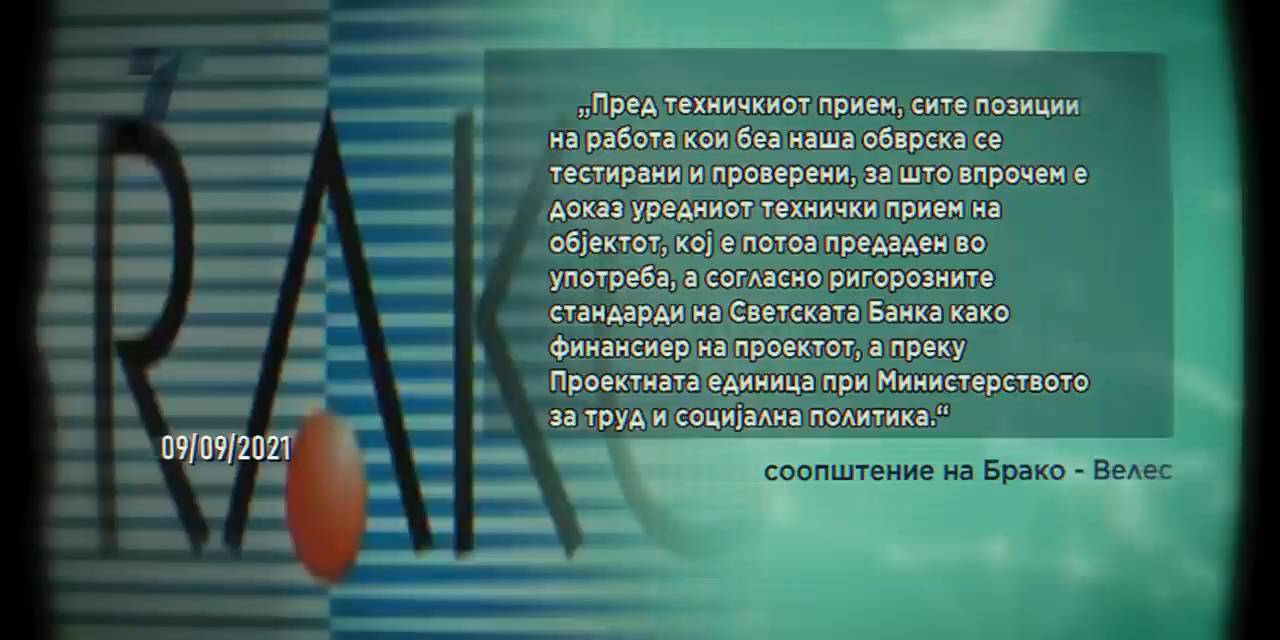 RAK
„Пред техничкиот прием, сите позиции
на работа кои беа наша обврска се
тестирани и проверени, за што впрочем е
доказ уредниот технички прием на
објектот, кој е потоа предаден во
употреба, а согласно ригорозните
стандарди на Светската Банка како
финансиер на проектот, а преку
Проектната единица при Министерството
за труд и социјална политика.“
09/09/2021
соопштение на Брако - Велес